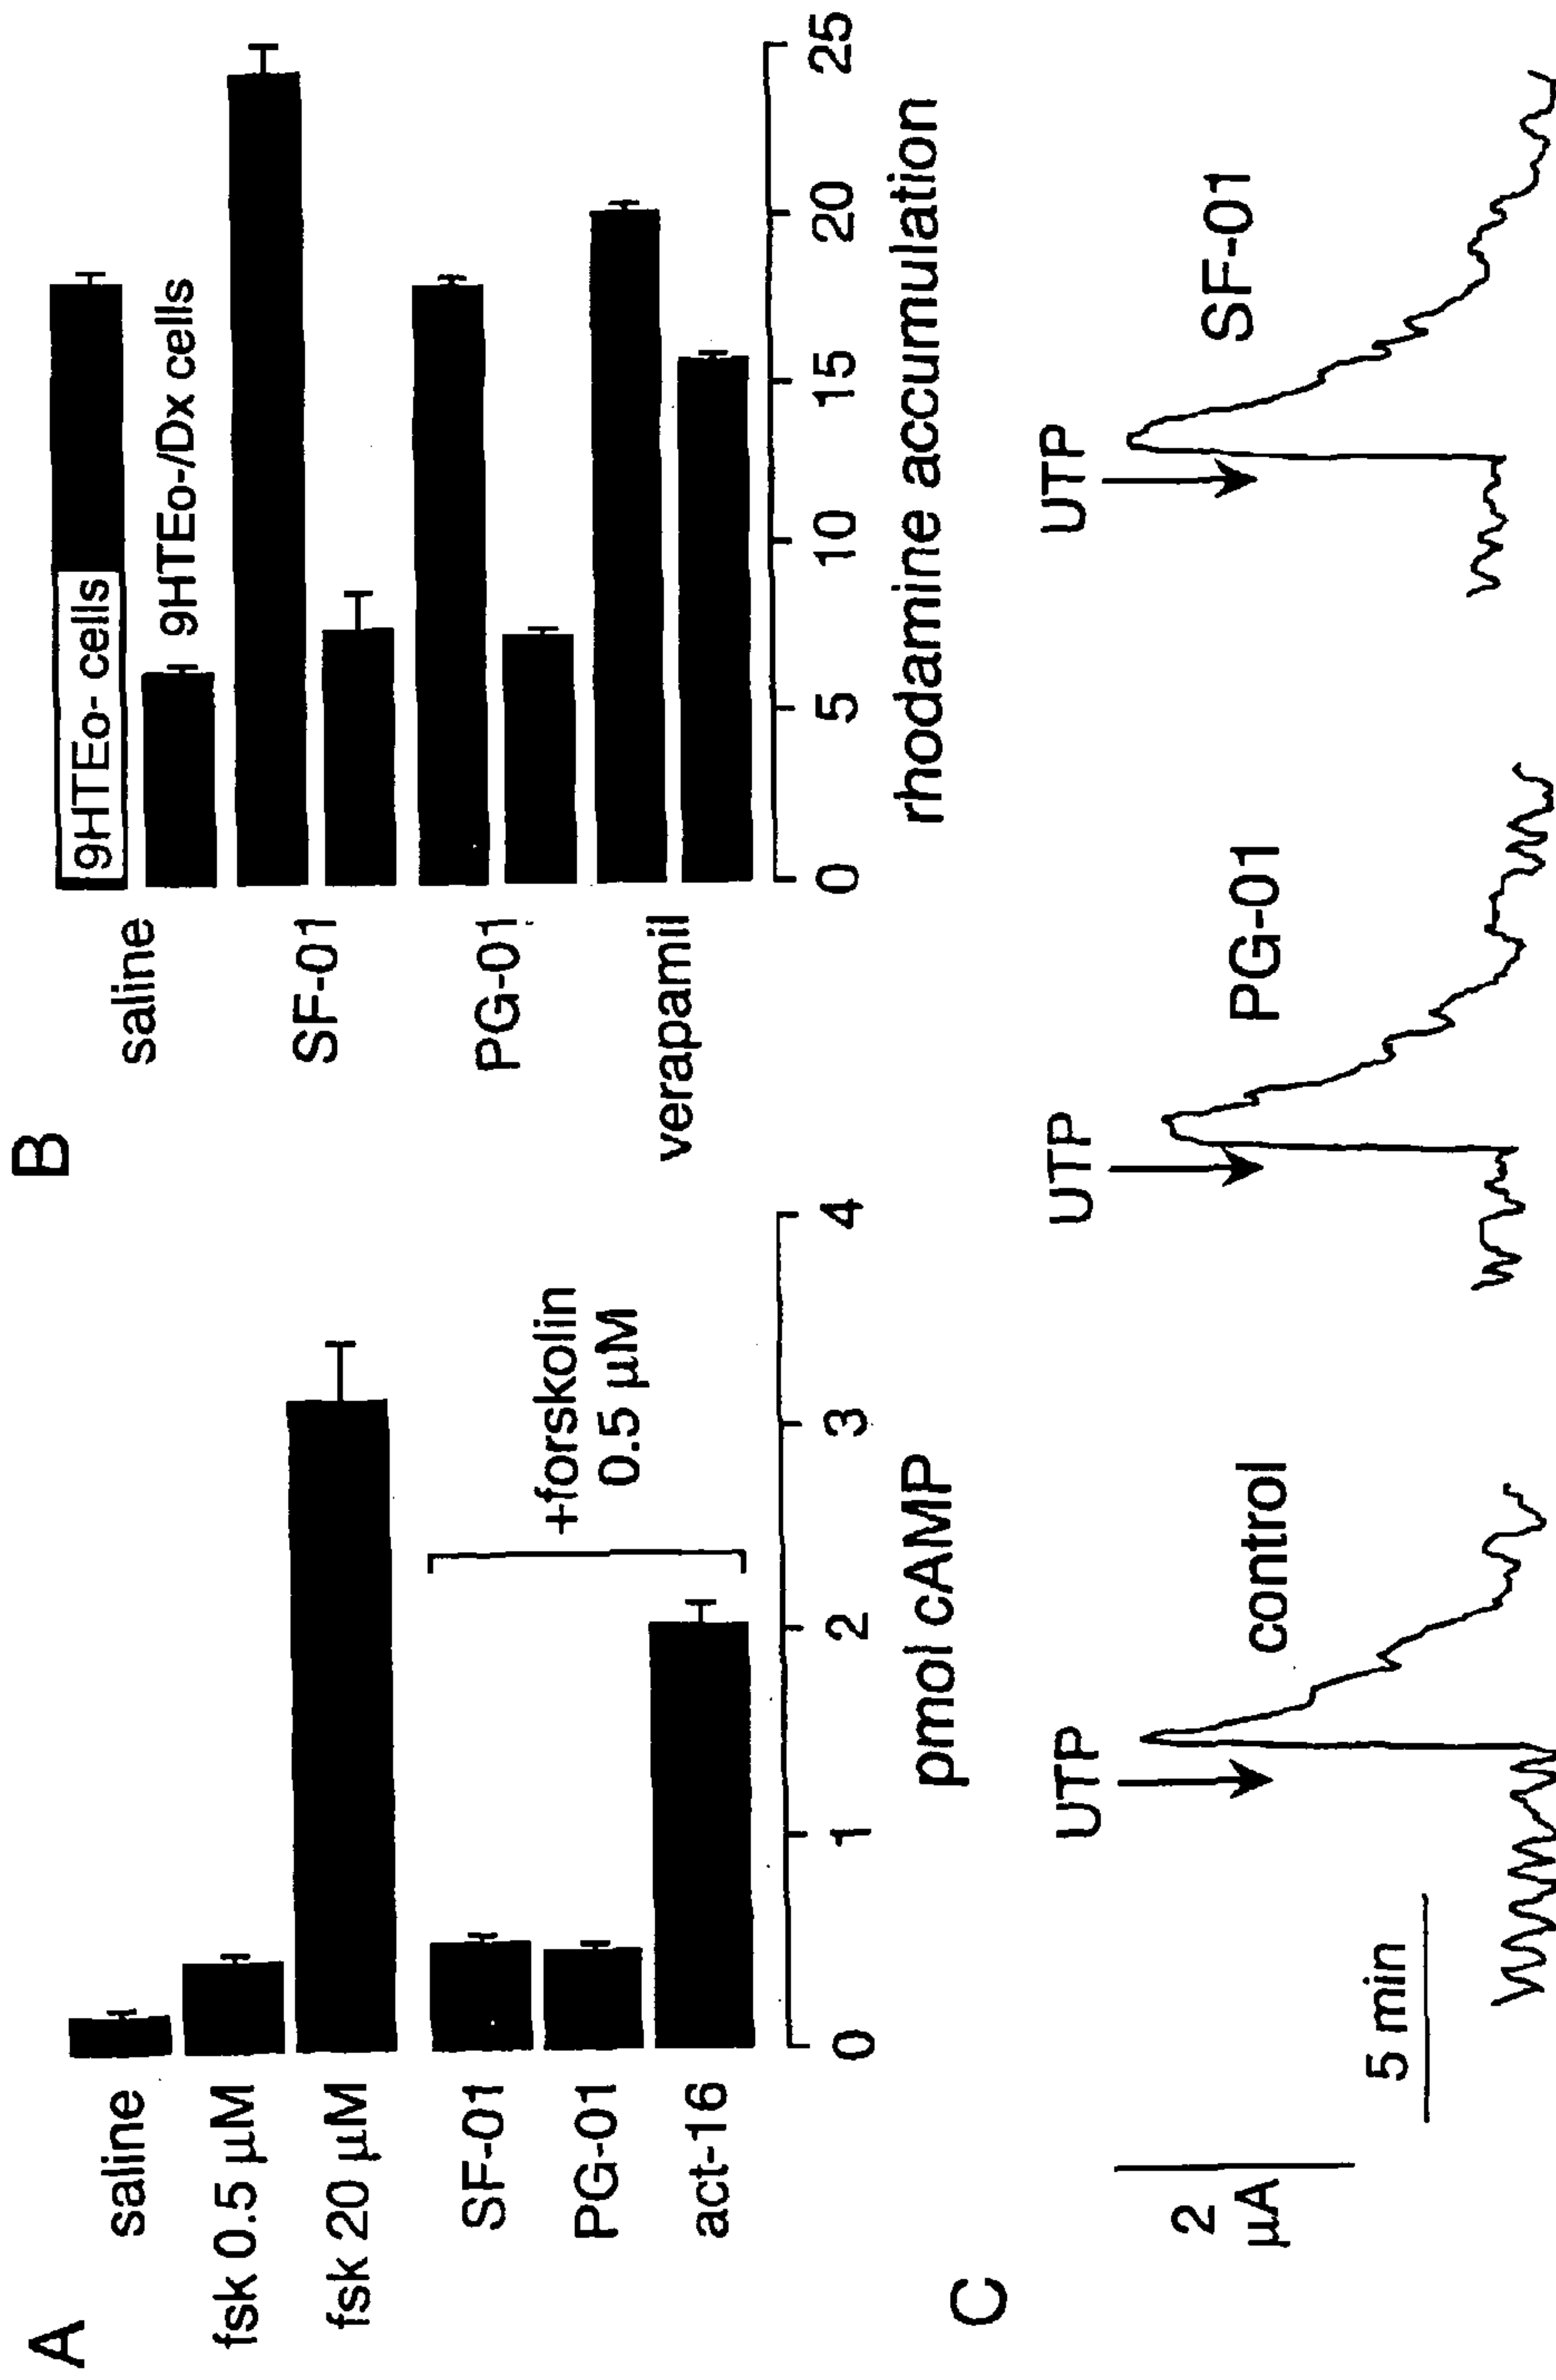 A
saline
fsk 0.5 µM
fsk 20 µM
SF-01
PG-01
act-16
+forskolin
0.5 µM
0 1 2 3 4
pmol cAMP
B
saline
SF-01
PG-01
verapamil
9HTEo- cells
9HTEo-/Dx cells
0 5 10 15 20 25
rhodamine accumulation
C
2
µA
5 min
UTP
control
UTP
PG-01
UTP
SF-01